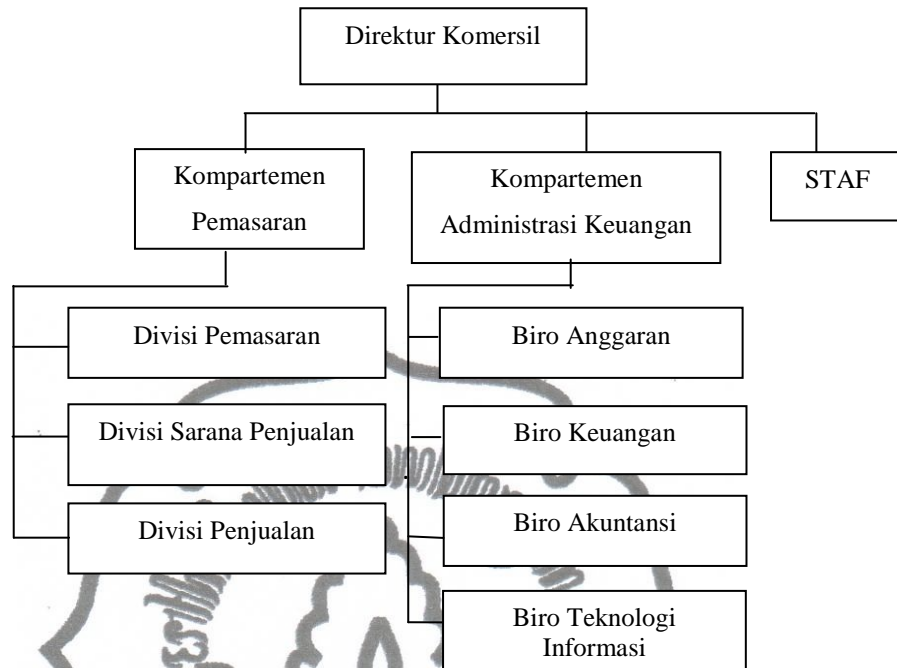 Direktur Komersil
Kompartemen
Pemasaran
Kompartemen
Administrasi Keuangan
STAF
Divisi Pemasaran
Divisi Sarana Penjualan
Divisi Penjualan
Biro Anggaran
Biro Keuangan
Biro Akuntansi
Biro Teknologi
Informasi